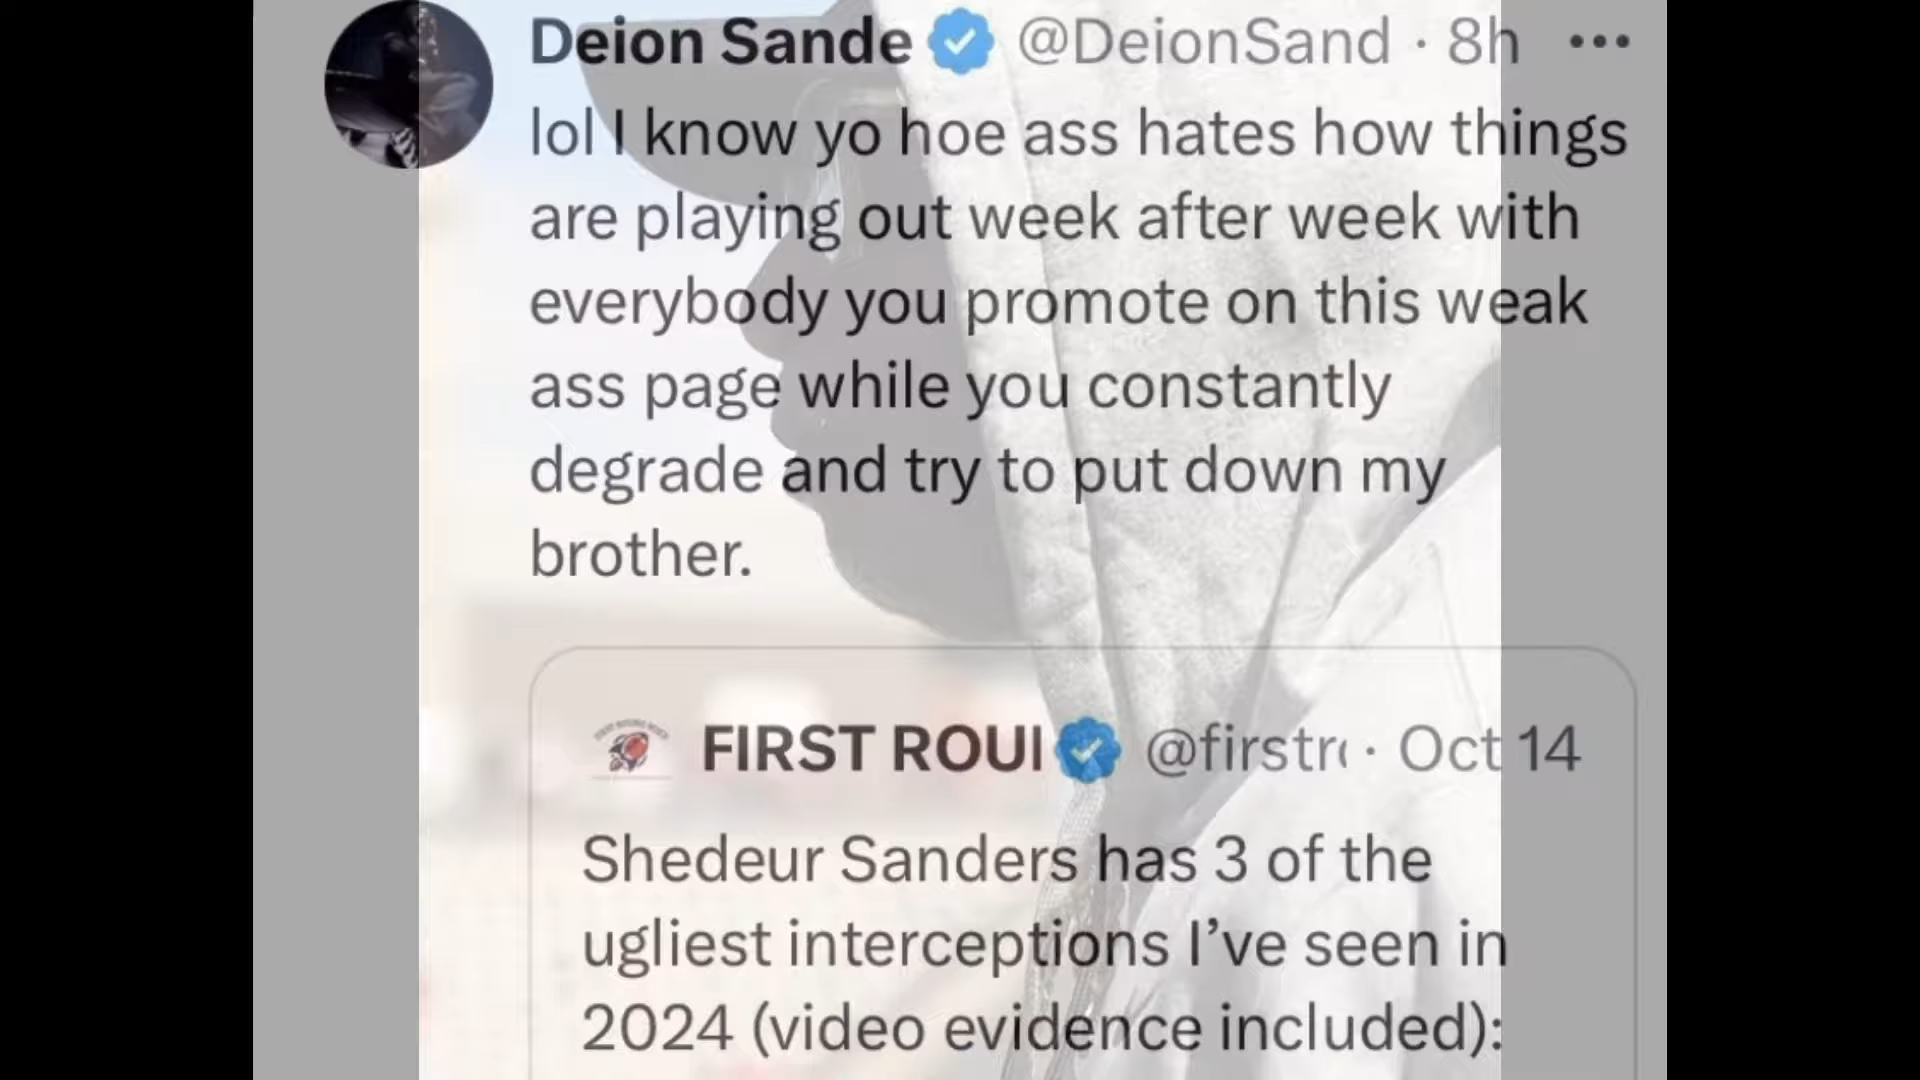 Deion Sande @DeionSand · 8h ...
lol I know yo hoe ass hates how things
are playing out week after week with
everybody you promote on this weak
ass page while you constantly
degrade and try to put down my
brother.
FIRST ROUI @firstr · Oct 14
Shedeur Sanders has 3 of the
ugliest interceptions I’ve seen in
2024 (video evidence included):